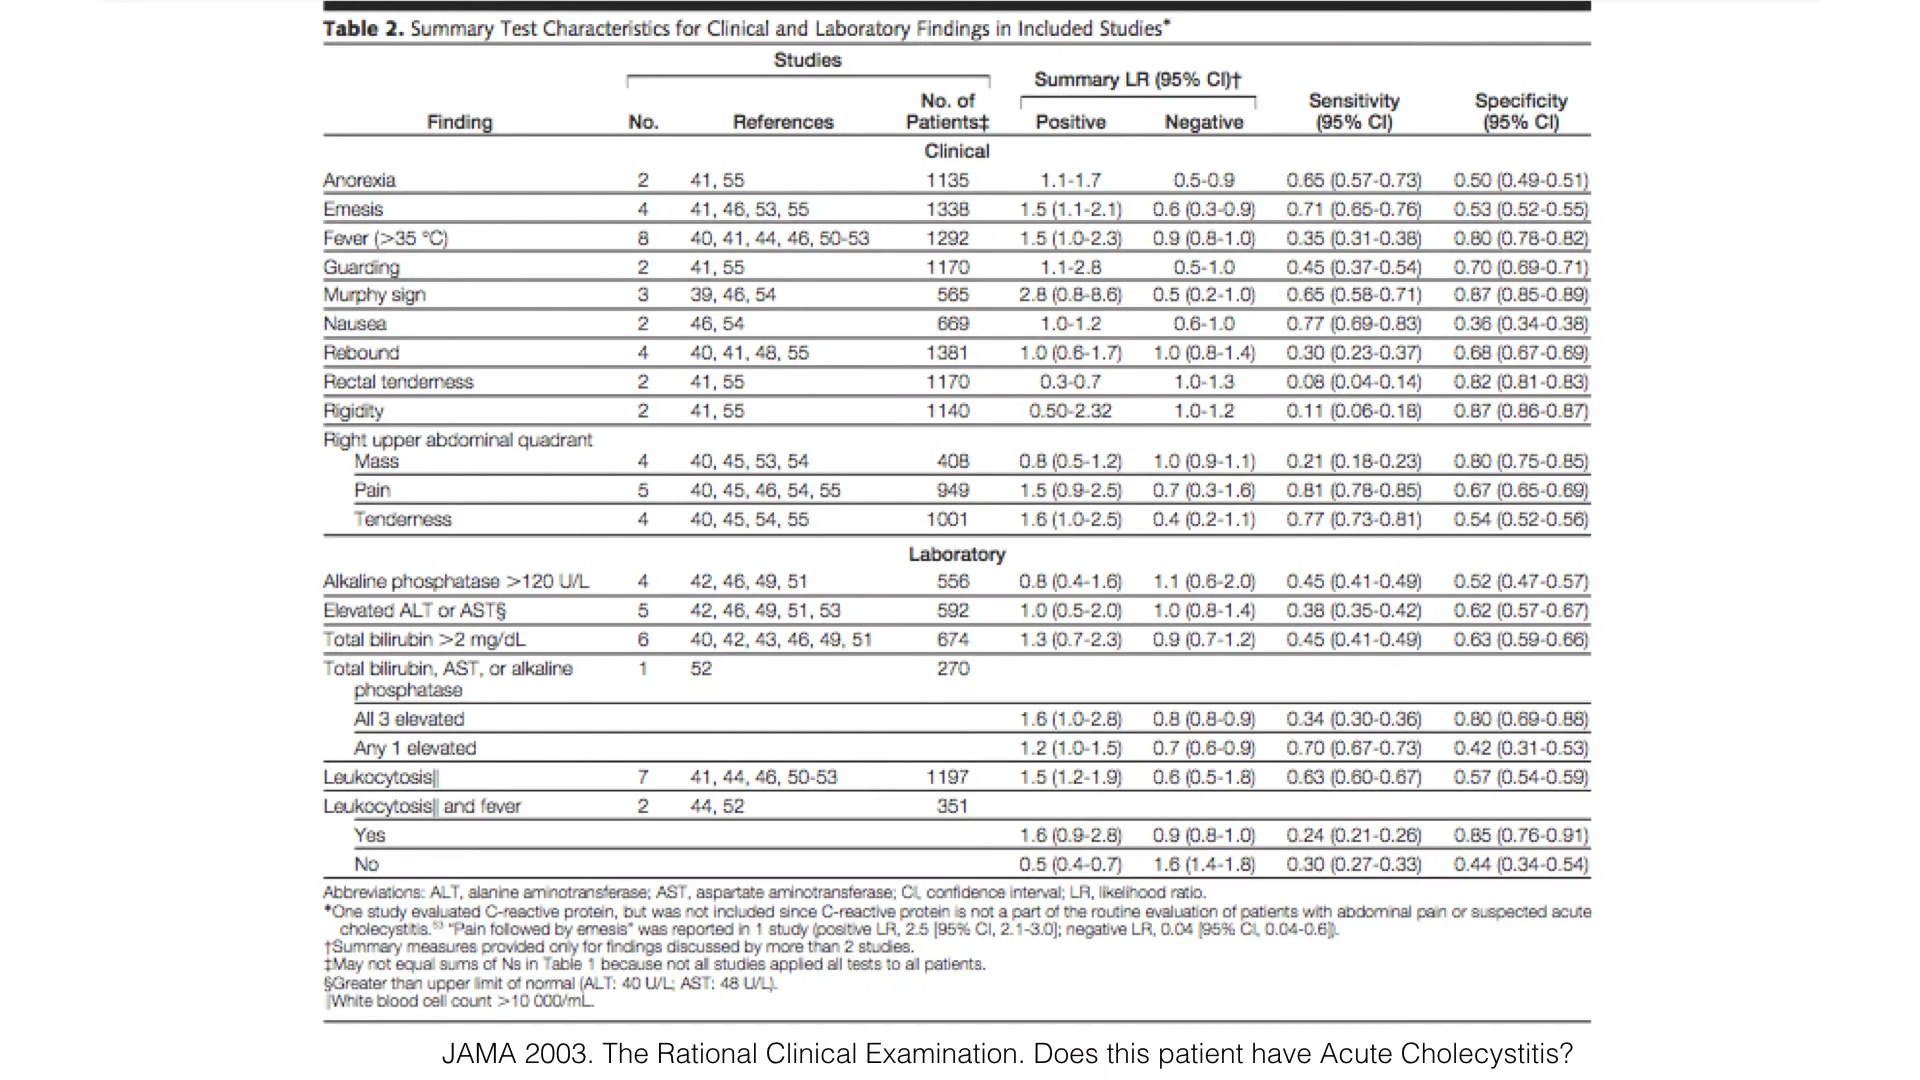 Table 2. Summary Test Characteristics for Clinical and Laboratory Findings in Included Studies*
Studies
Summary LR (95% CI)†
Finding No. References No. of Patients‡ Positive Negative Sensitivity (95% CI) Specificity (95% CI)
Clinical
Anorexia 2 41, 55 1135 1.1-1.7 0.5-0.9 0.65 (0.57-0.73) 0.50 (0.49-0.51)
Emesis 4 41, 46, 53, 55 1338 1.5 (1.1-2.1) 0.6 (0.3-0.9) 0.71 (0.65-0.76) 0.53 (0.52-0.55)
Fever (>35 °C) 8 40, 41, 44, 46, 50-53 1292 1.5 (1.0-2.3) 0.9 (0.8-1.0) 0.35 (0.31-0.38) 0.80 (0.78-0.82)
Guarding 2 41, 55 1170 1.1-2.8 0.5-1.0 0.45 (0.37-0.54) 0.70 (0.69-0.71)
Murphy sign 3 39, 46, 54 565 2.8 (0.8-8.6) 0.5 (0.2-1.0) 0.65 (0.58-0.71) 0.87 (0.85-0.89)
Nausea 2 46, 54 669 1.0-1.2 0.6-1.0 0.77 (0.69-0.83) 0.36 (0.34-0.38)
Rebound 4 40, 41, 48, 55 1381 1.0 (0.6-1.7) 1.0 (0.8-1.4) 0.30 (0.23-0.37) 0.68 (0.67-0.69)
Rectal tenderness 2 41, 55 1170 0.3-0.7 1.0-1.3 0.08 (0.04-0.14) 0.82 (0.81-0.83)
Rigidity 2 41, 55 1140 0.50-2.32 1.0-1.2 0.11 (0.06-0.18) 0.87 (0.86-0.87)
Right upper abdominal quadrant
Mass 4 40, 45, 53, 54 408 0.8 (0.5-1.2) 1.0 (0.9-1.1) 0.21 (0.18-0.23) 0.80 (0.75-0.85)
Pain 5 40, 45, 46, 54, 55 949 1.5 (0.9-2.5) 0.7 (0.3-1.6) 0.81 (0.78-0.85) 0.67 (0.65-0.69)
Tenderness 4 40, 45, 54, 55 1001 1.6 (1.0-2.5) 0.4 (0.2-1.1) 0.77 (0.73-0.81) 0.54 (0.52-0.56)
Laboratory
Alkaline phosphatase >120 U/L 4 42, 46, 49, 51 556 0.8 (0.4-1.6) 1.1 (0.6-2.0) 0.45 (0.41-0.49) 0.52 (0.47-0.57)
Elevated ALT or AST§ 5 42, 46, 49, 51, 53 592 1.0 (0.5-2.0) 1.0 (0.8-1.4) 0.38 (0.35-0.42) 0.62 (0.57-0.67)
Total bilirubin >2 mg/dL 6 40, 42, 43, 46, 49, 51 674 1.3 (0.7-2.3) 0.9 (0.7-1.2) 0.45 (0.41-0.49) 0.63 (0.59-0.66)
Total bilirubin, AST, or alkaline 1 52 270
phosphatase
All 3 elevated 1.6 (1.0-2.8) 0.8 (0.8-0.9) 0.34 (0.30-0.36) 0.80 (0.69-0.88)
Any 1 elevated 1.2 (1.0-1.5) 0.7 (0.6-0.9) 0.70 (0.67-0.73) 0.42 (0.31-0.53)
Leukocytosis|| 7 41, 44, 46, 50-53 1197 1.5 (1.2-1.9) 0.6 (0.5-1.8) 0.63 (0.60-0.67) 0.57 (0.54-0.59)
Leukocytosis|| and fever 2 44, 52 351
Yes 1.6 (0.9-2.8) 0.9 (0.8-1.0) 0.24 (0.21-0.26) 0.85 (0.76-0.91)
No 0.5 (0.4-0.7) 1.6 (1.4-1.8) 0.30 (0.27-0.33) 0.44 (0.34-0.54)
Abbreviations: ALT, alanine aminotransferase; AST, aspartate aminotransferase; CI, confidence interval; LR, likelihood ratio.
*One study evaluated C-reactive protein, but was not included since C-reactive protein is not a part of the routine evaluation of patients with abdominal pain or suspected acute
cholecystitis.53 "Pain followed by emesis" was reported in 1 study (positive LR, 2.5 [95% CI, 2.1-3.0]; negative LR, 0.04 [95% CI, 0.04-0.6]).
†Summary measures provided only for findings discussed by more than 2 studies.
‡May not equal sums of Ns in Table 1 because not all studies applied all tests to all patients.
§Greater than upper limit of normal (ALT: 40 U/L; AST: 48 U/L).
||White blood cell count >10 000/mL.
JAMA 2003. The Rational Clinical Examination. Does this patient have Acute Cholecystitis?